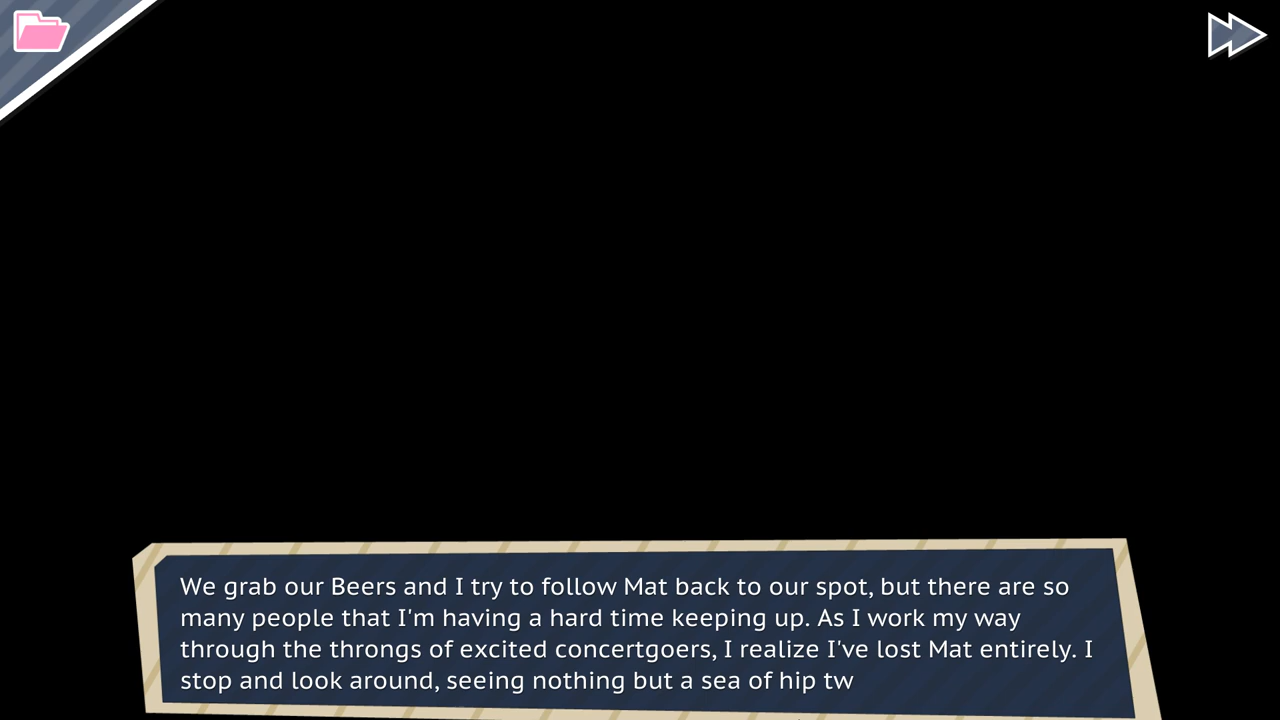 We grab our Beers and I try to follow Mat back to our spot, but there are so
many people that I'm having a hard time keeping up. As I work my way
through the throngs of excited concertgoers, I realize I've lost Mat entirely. I
stop and look around, seeing nothing but a sea of hip tw